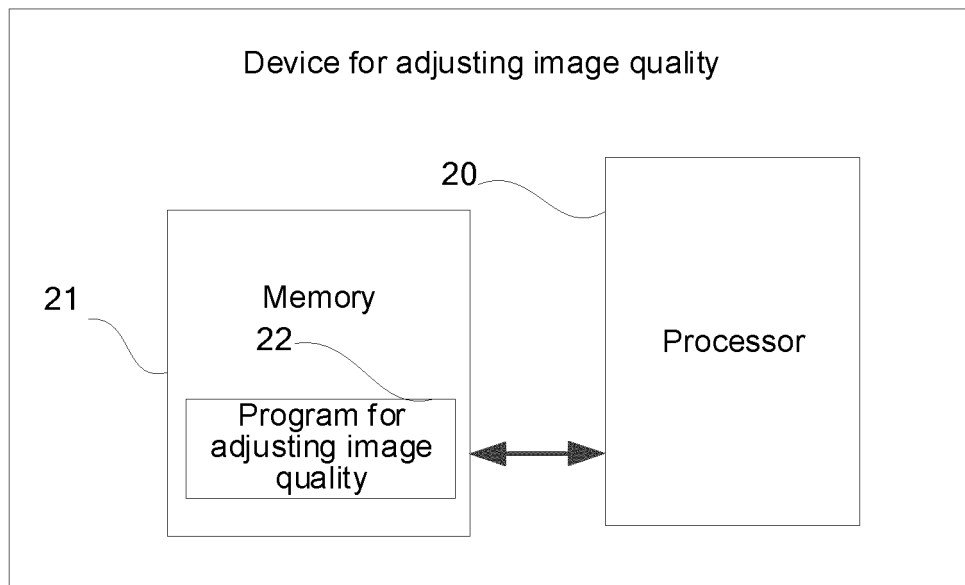 Device for adjusting image quality
20
21
Memory
22
Processor
Program for
adjusting image
quality